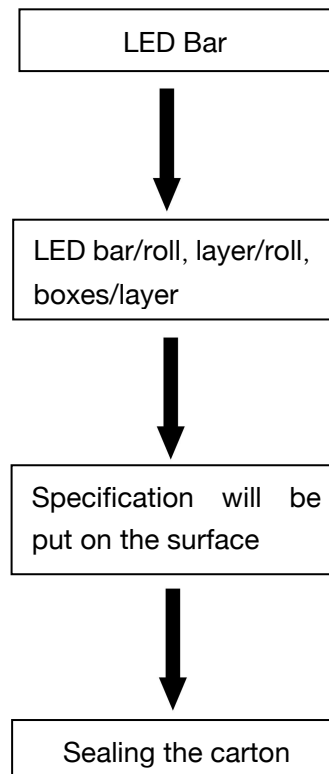 LED Bar
LED bar/roll, layer/roll,
boxes/layer
Specification will be
put on the surface
Sealing the carton